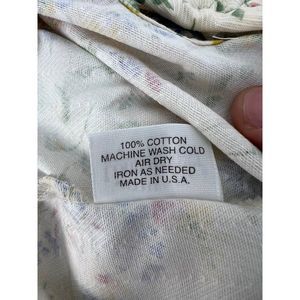 100% COTTON
MACHINE WASH COLD
AIR DRY
IRON AS NEEDED
MADE IN U.S.A.